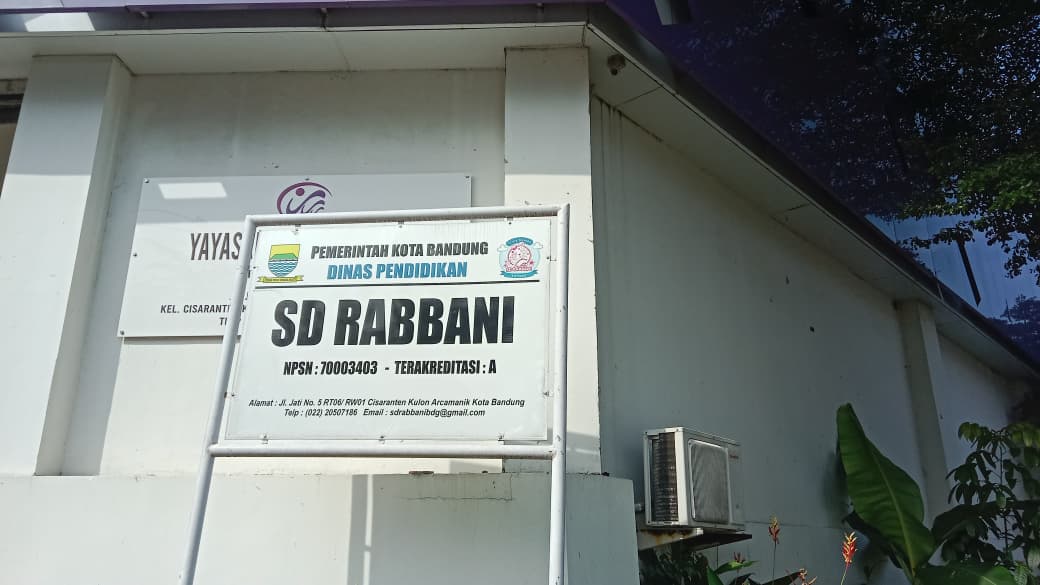 YAYAS
KEL. CISARANTE
PEMERINTAH KOTA BANDUNG
DINAS PENDIDIKAN
SD RABBANI
NPSN : 70003403 - TERAKREDITASI : A
Alamat : Jl. Jati No. 5 RT06/ RW01 Cisaranten Kulon Arcamanik Kota Bandung
Telp : (022) 20507186 Email : sdrabbanibdg@gmail.com